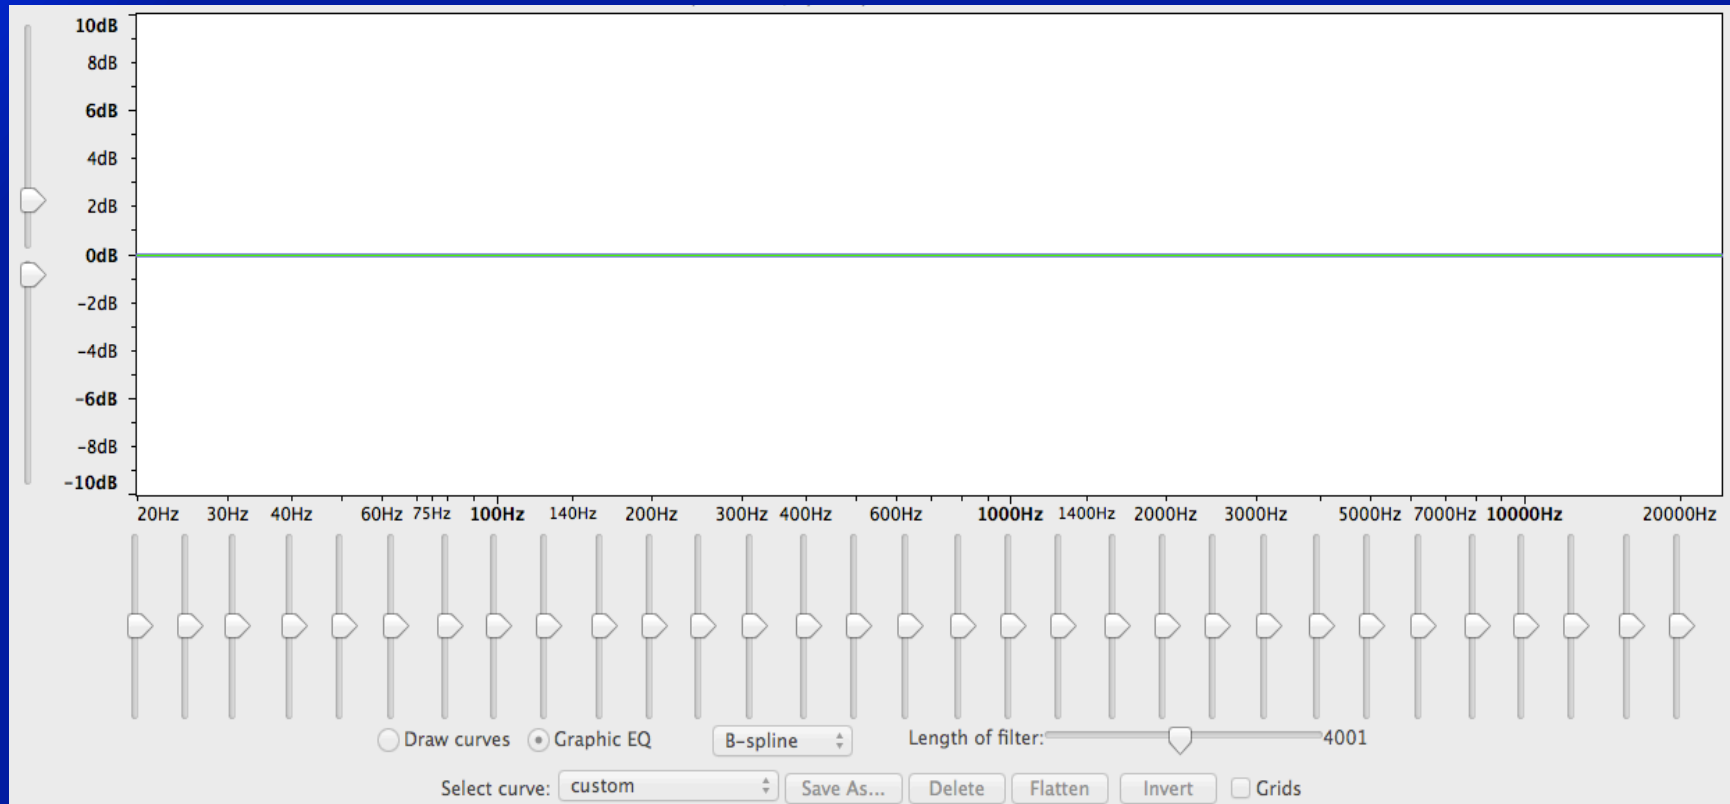 10dB
8dB
6dB
4dB
2dB
0dB
-2dB
-4dB
-6dB
-8dB
-10dB
20Hz 30Hz 40Hz 60Hz 75Hz 100Hz 140Hz 200Hz 300Hz 400Hz 600Hz 1000Hz 1400Hz 2000Hz 3000Hz 5000Hz 7000Hz 10000Hz 20000Hz
Draw curves Graphic EQ B-spline Length of filter: 4001
Select curve: custom Save As... Delete Flatten Invert Grids